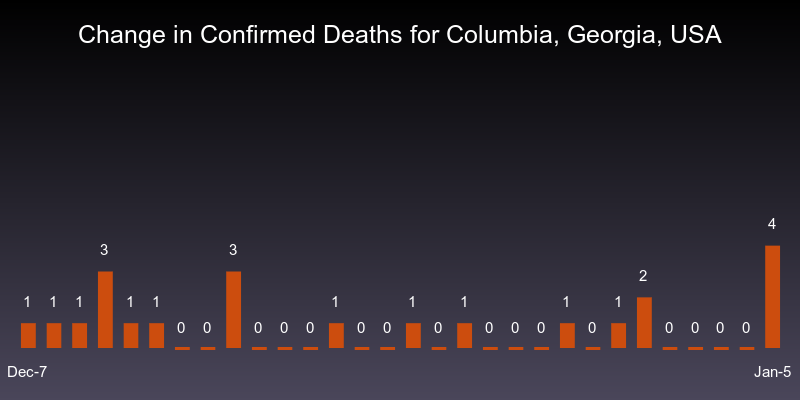 Change in Confirmed Deaths for Columbia, Georgia, USA
1 1 1 3 1 1 0 0 3 0 0 0 1 0 0 1 0 1 0 0 0 1 0 1 2 0 0 0 0 4
Dec-7 Jan-5